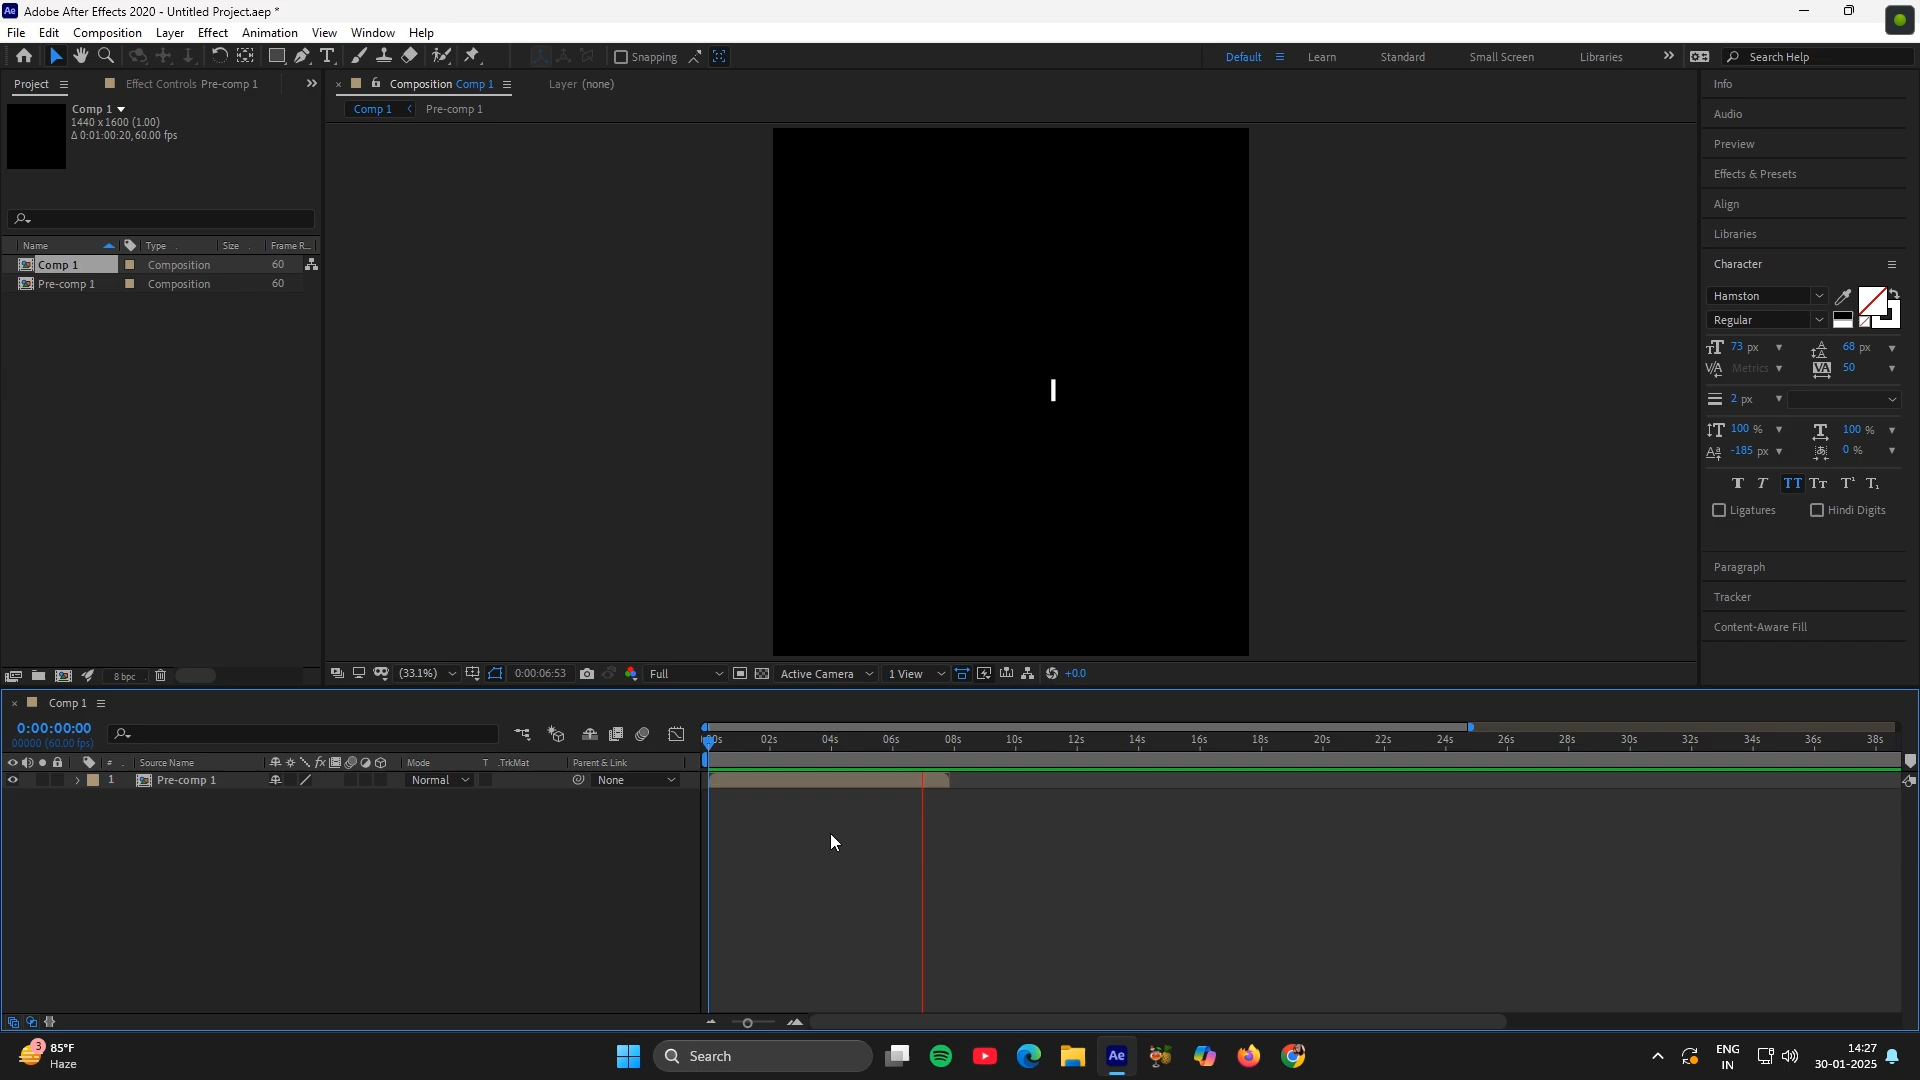 Adobe After Effects 2020 - Untitled Project.aep *
File Edit Composition Layer Effect Animation View Window Help
Snapping Default Learn Standard Small Screen Libraries Search Help
Project Effect Controls Pre-comp 1 Composition Comp 1 Layer (none) Info
Comp 1 Comp 1 Pre-comp 1
1440 x 1600 (1.00)
Δ 0:01:00:20, 60.00 fps
Audio
Preview
Effects & Presets
Align
Libraries
Name Type Size Frame R...
Comp 1 Composition 60
Pre-comp 1 Composition 60
Character
Hamston
Regular
73 px 68 px
Metrics 50
2 px
100 % 100 %
-185 px 0 %
Ligatures Hindi Digits
Paragraph
Tracker
Content-Aware Fill
8 bpc (33.1%) 0:00:06:53 Full Active Camera 1 View +0.0
Comp 1
0:00:00:00
00000 (60.00 fps)
02s 04s 06s 08s 10s 12s 14s 16s 18s 20s 22s 24s 26s 28s 30s 32s 34s 36s 38s
# Source Name Mode T .TrkMat Parent & Link
1 Pre-comp 1 Normal None
3 85°F
Haze
Search
Ae
ENG
IN
14:27
30-01-2025